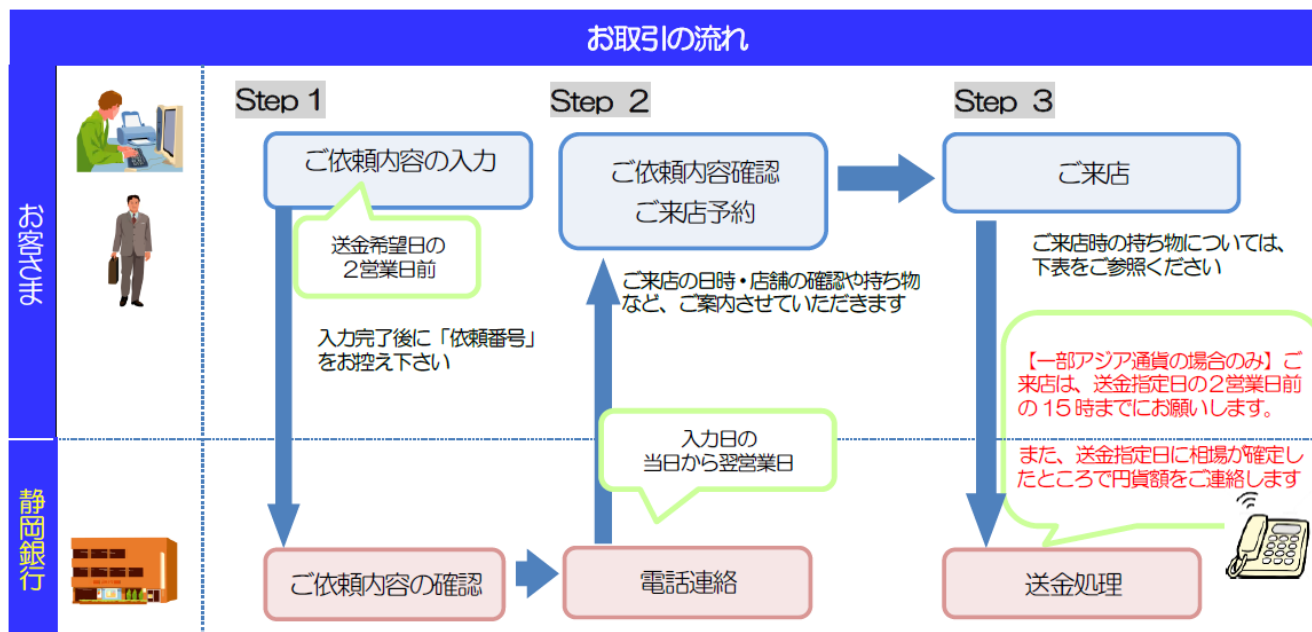 お取引の流れ
お客さま
Step 1
ご依頼内容の入力
送金希望日の
2営業日前
入力完了後に「依頼番号」
をお控え下さい
Step 2
ご依頼内容確認
ご来店予約
ご来店の日時・店舗の確認や持ち物
など、ご案内させていただきます
Step 3
ご来店
ご来店時の持ち物については、
下表をご参照ください
【一部アジア通貨の場合のみ】ご
来店は、送金指定日の2営業日前
の15時までにお願いします。
また、送金指定日に相場が確定し
たところで円貨額をご連絡します
入力日の
当日から翌営業日
静岡銀行
ご依頼内容の確認
電話連絡
送金処理